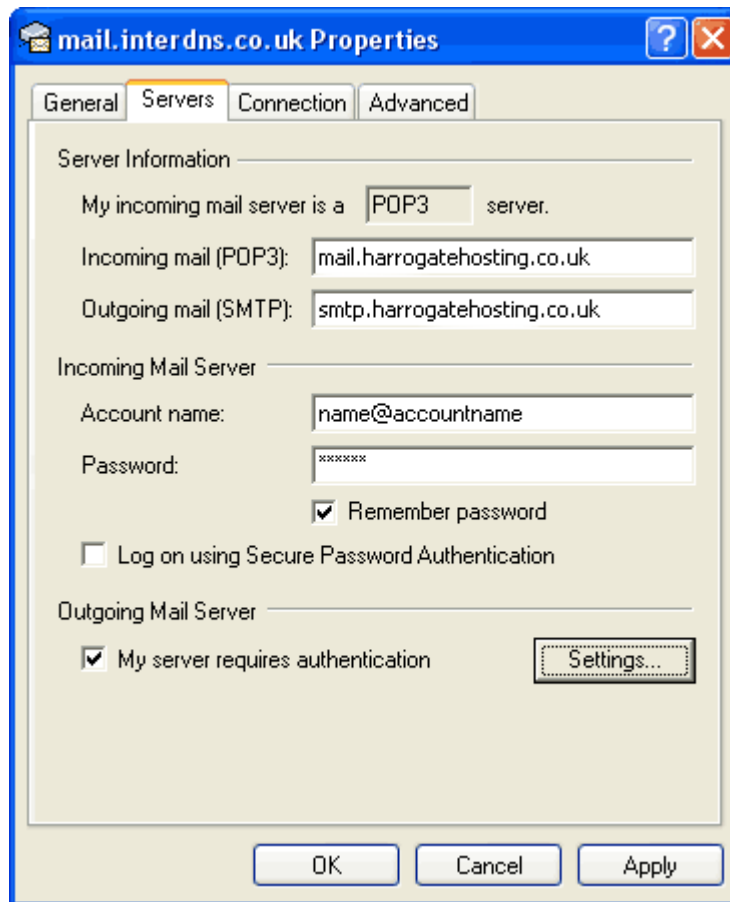 mail.interdns.co.uk Properties
?
General Servers Connection Advanced
Server Information
My incoming mail server is a POP3 server.
Incoming mail (POP3): mail.harrogatehosting.co.uk
Outgoing mail (SMTP): smtp.harrogatehosting.co.uk
Incoming Mail Server
Account name: name@accountname
Password: ××××××
Remember password
Log on using Secure Password Authentication
Outgoing Mail Server
My server requires authentication Settings...
OK Cancel Apply